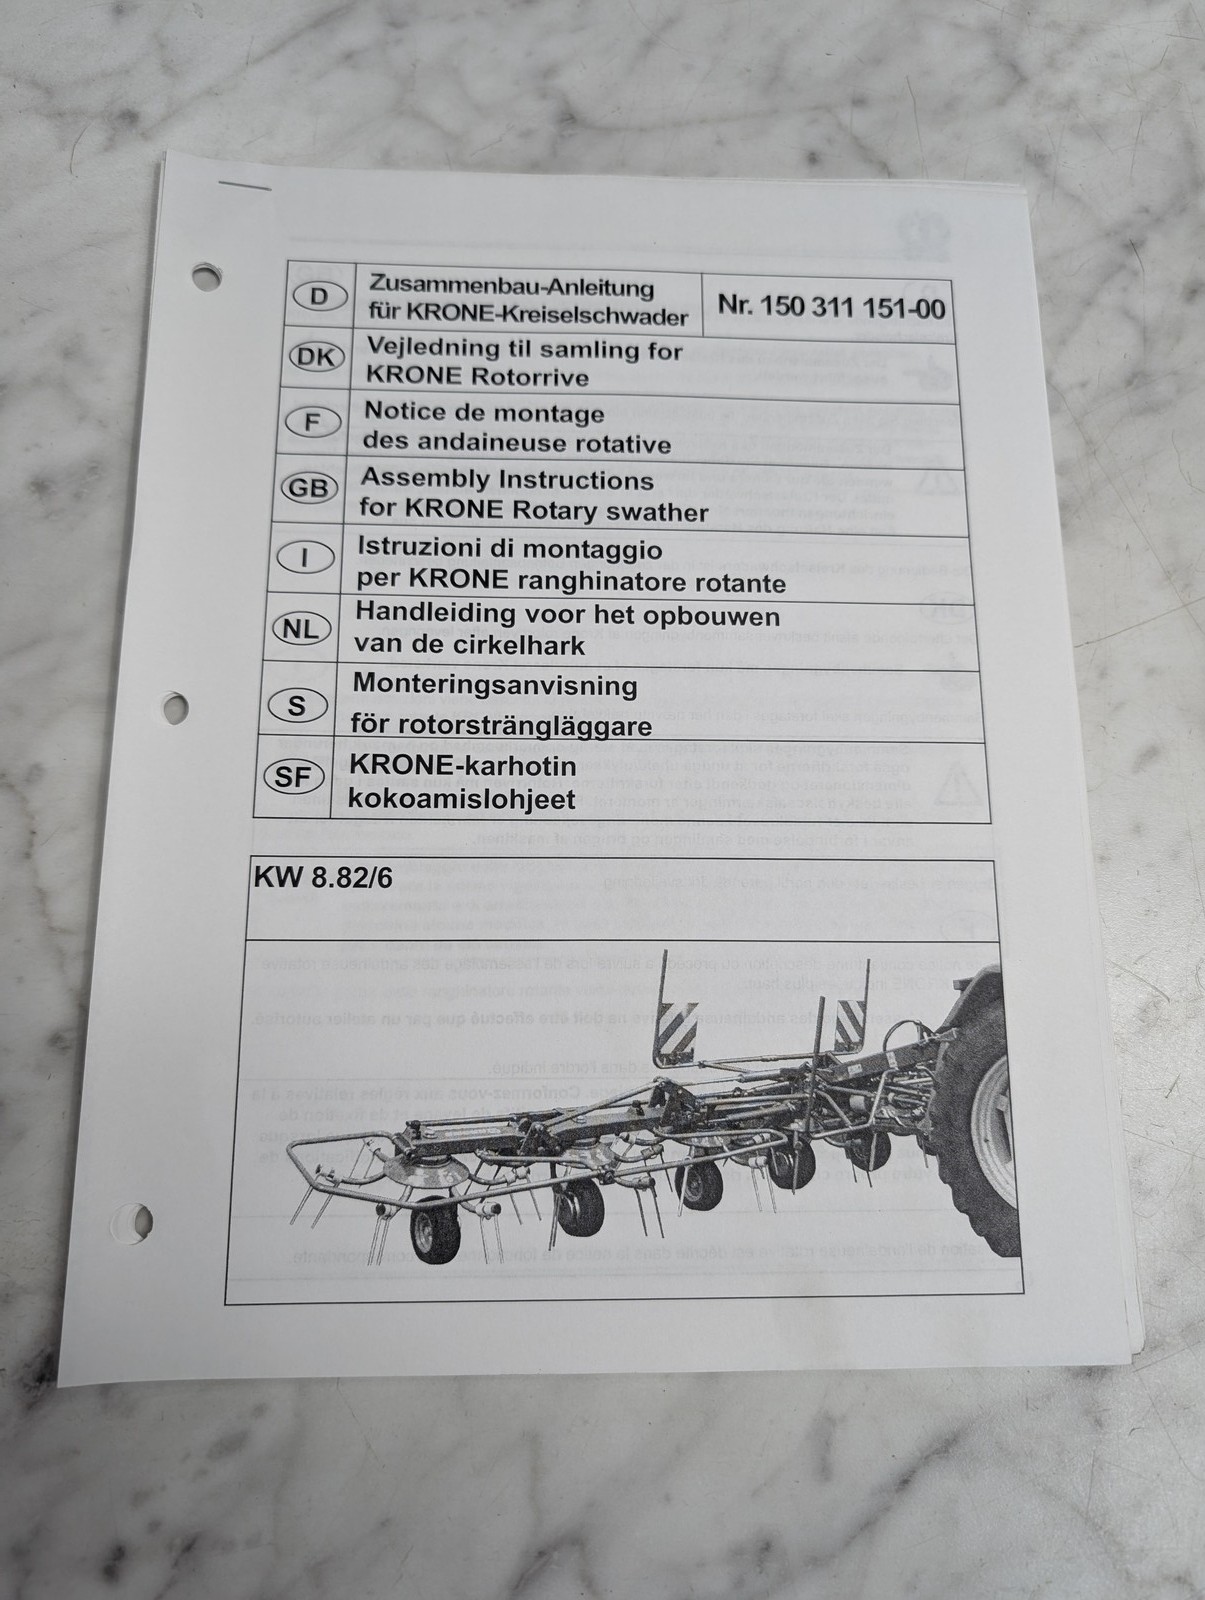 D
Zusammenbau-Anleitung
für KRONE-Kreiselschwader
Nr. 150 311 151-00
DK
Vejledning til samling for
KRONE Rotorrive
F
Notice de montage
des andaineuse rotative
GB
Assembly Instructions
for KRONE Rotary swather
I
Istruzioni di montaggio
per KRONE ranghinatore rotante
NL
Handleiding voor het opbouwen
van de cirkelhark
S
Monteringsanvisning
för rotorsträngläggare
SF
KRONE-karhotin
kokoamislohjeet
KW 8.82/6